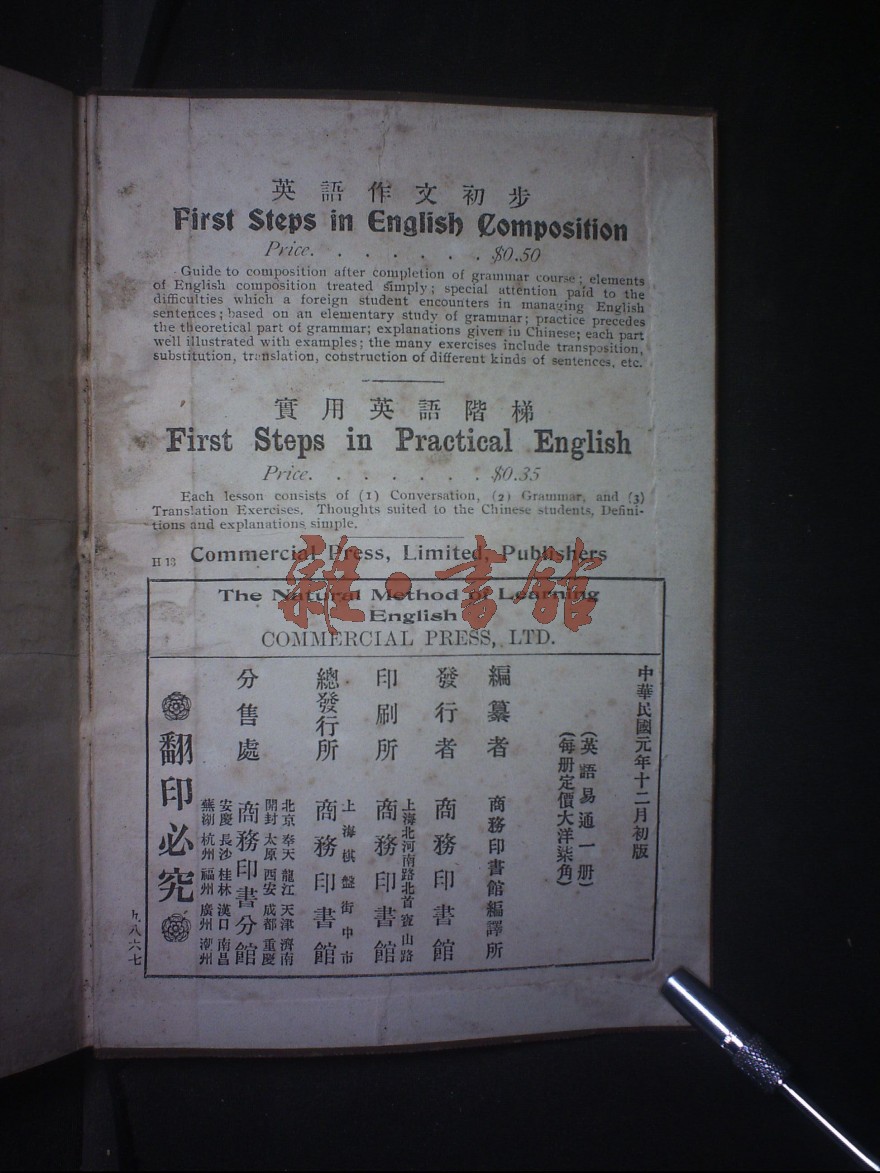 英語作文初步
First Steps in English Composition
Price. . . . . . . . $0.50
Guide to composition after completion of grammar course; elements
of English composition treated simply; special attention paid to the
difficulties which a foreign student encounters in managing English
sentences; based on an elementary study of grammar; practice precedes
the theoretical part of grammar; explanations given in Chinese; each part
well illustrated with examples; the many exercises include transposition,
substitution, translation, construction of different kinds of sentences, etc.
實用英語階梯
First Steps in Practical English
Price. . . . . . . . $0.35
Each lesson consists of (1) Conversation, (2) Grammar, and (3)
Translation Exercises. Thoughts suited to the Chinese students, Defini-
tions and explanations simple.
H 13 Commercial Press, Limited, Publishers
雜·書館
The Natural Method of Learning
English
COMMERCIAL PRESS, LTD.
中華民國元年十二月初版
(英語易通一册)
(每册定價大洋柒角)
編纂者 商務印書館編譯所
發行者 商務印書館
上海北河南路北首寶山路
印刷所 商務印書館
上海棋盤街中市
總發行所 商務印書館
北京 奉天 龍江 天津 濟南
開封 太原 西安 成都 重慶
分售處 商務印書分館
安慶 長沙 桂林 漢口 南昌
蕪湖 杭州 福州 廣州 潮州
翻印必究
九八六七